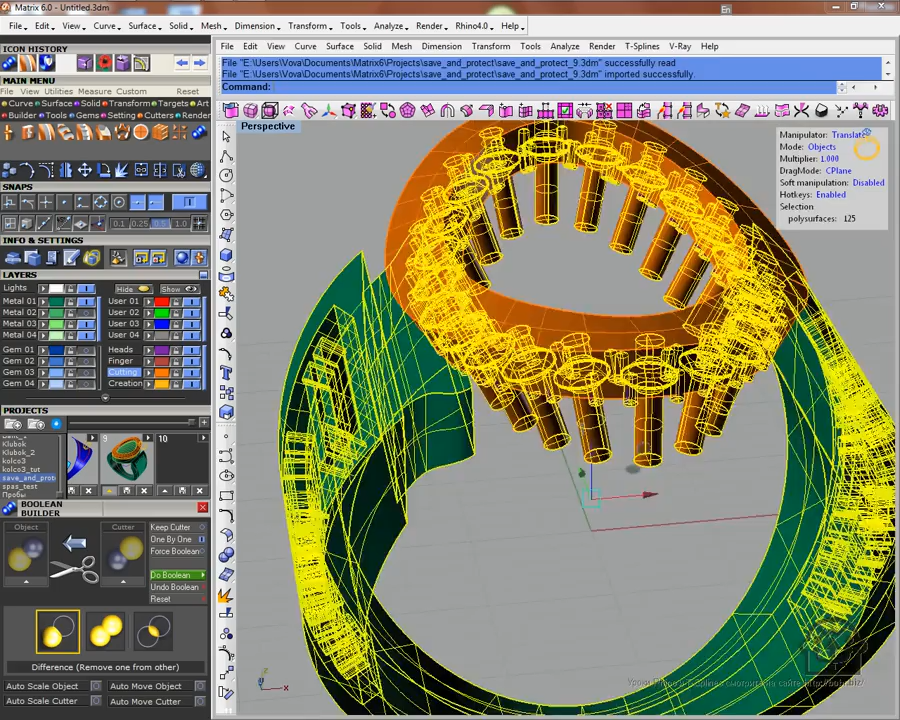 Matrix 6.0 - Untitled.3dm
En
File Edit View Curve Surface Solid Mesh Dimension Transform Tools Analyze Render Rhino4.0 Help
ICON HISTORY
MAIN MENU
View Utilities Measure Custom Reset
Curve Surface Solid Transform Targets Art
Builder Tools Gems Setting Cutters Render
SNAPS
0.1 0.25 0.5 1.0
INFO & SETTINGS
LAYERS
Lights Hide Show
Metal 01 User 01
Metal 02 User 02
Metal 03 User 03
Metal 04 User 04
Gem 01 Heads
Gem 02 Finger
Gem 03 Cutting
Gem 04 Creation
PROJECTS
Klubok
Klubok_2
kolco3
kolco3_tut
save_and_prot
spas_test
Пробы
9 10
BOOLEAN
BUILDER
Object Cutter
Keep Cutter
One By One
Force Boolean
Do Boolean
Undo Boolean
Reset
Difference (Remove one from other)
Auto Scale Object Auto Move Object
Auto Scale Cutter Auto Move Cutter
File Edit View Curve Surface Solid Mesh Dimension Transform Tools Analyze Render T-Splines V-Ray Help
File "E:\Users\Vova\Documents\Matrix6\Projects\save_and_protect\save_and_protect_9.3dm" successfully read
File "E:\Users\Vova\Documents\Matrix6\Projects\save_and_protect\save_and_protect_9.3dm" imported successfully.
Command:
Perspective
Manipulator: Translate
Mode: Objects
Multiplier: 1.000
DragMode: CPlane
Soft manipulation: Disabled
Hotkeys: Enabled
Selection
polysurfaces: 125
z
x